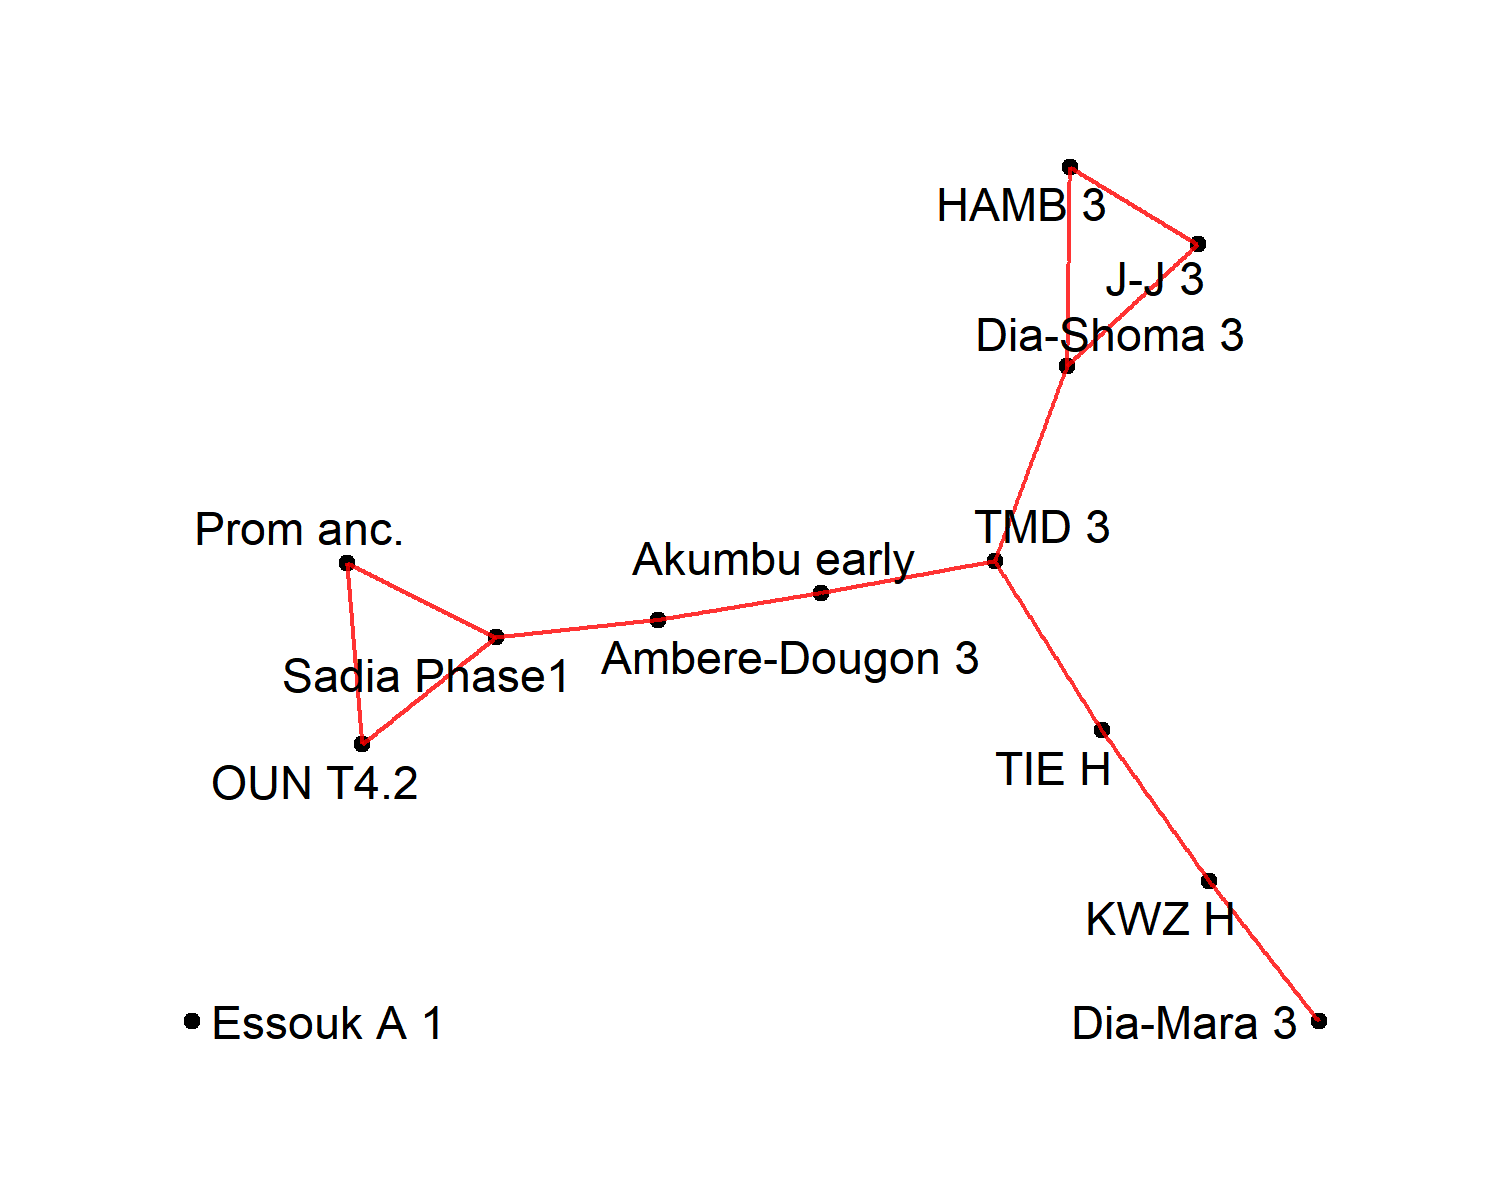 HAMB 3
J-J 3
Dia-Shoma 3
Prom anc.
TMD 3
Akumbu early
Sadia Phase1
Ambere-Dougon 3
OUN T4.2
TIE H
KWZ H
Essouk A 1
Dia-Mara 3